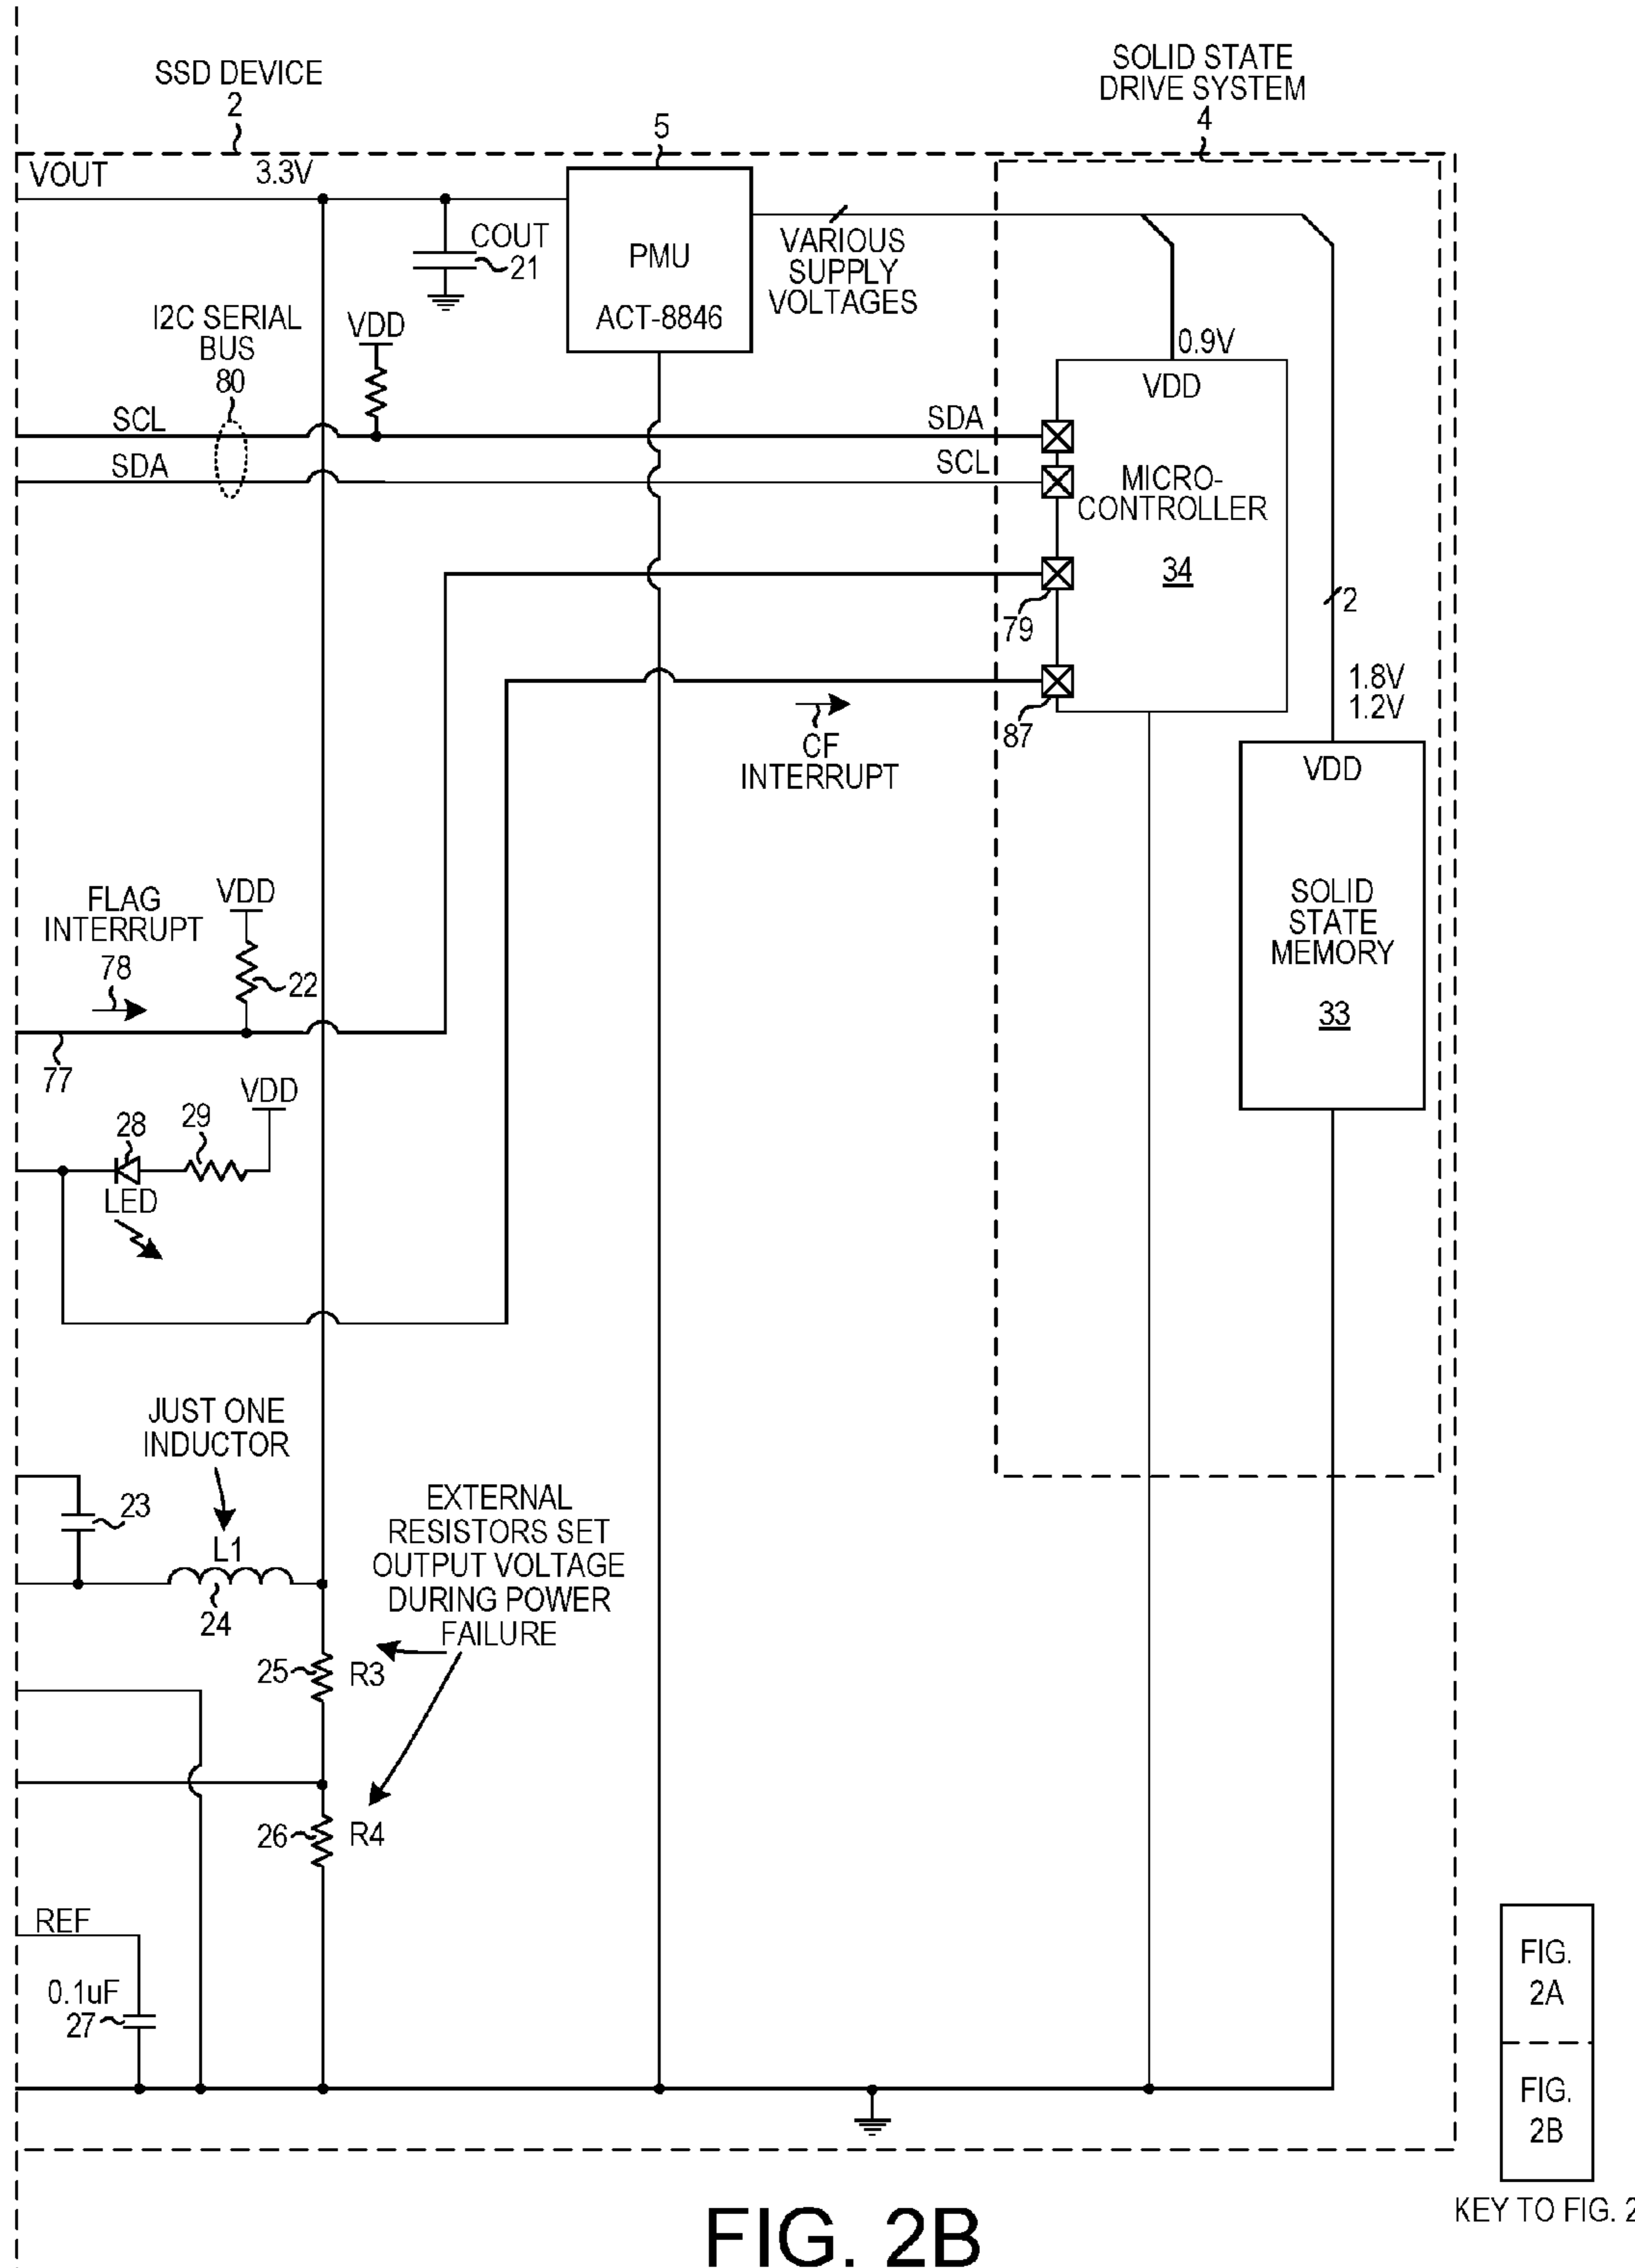 SSD DEVICE
2
SOLID STATE
DRIVE SYSTEM
4
5
VOUT
3.3V
COUT
21
PMU
ACT-8846
VARIOUS
SUPPLY
VOLTAGES
I2C SERIAL
BUS
80
VDD
0.9V
VDD
SCL
SDA
SDA
SCL
MICRO-
CONTROLLER
34
79
2
87
1.8V
1.2V
CF
INTERRUPT
VDD
SOLID
STATE
MEMORY
33
FLAG
INTERRUPT
78
VDD
22
77
VDD
28
29
LED
JUST ONE
INDUCTOR
23
L1
24
EXTERNAL
RESISTORS SET
OUTPUT VOLTAGE
DURING POWER
FAILURE
25
R3
26
R4
REF
0.1uF
27
FIG.
2A
FIG.
2B
KEY TO FIG. 2
FIG. 2B